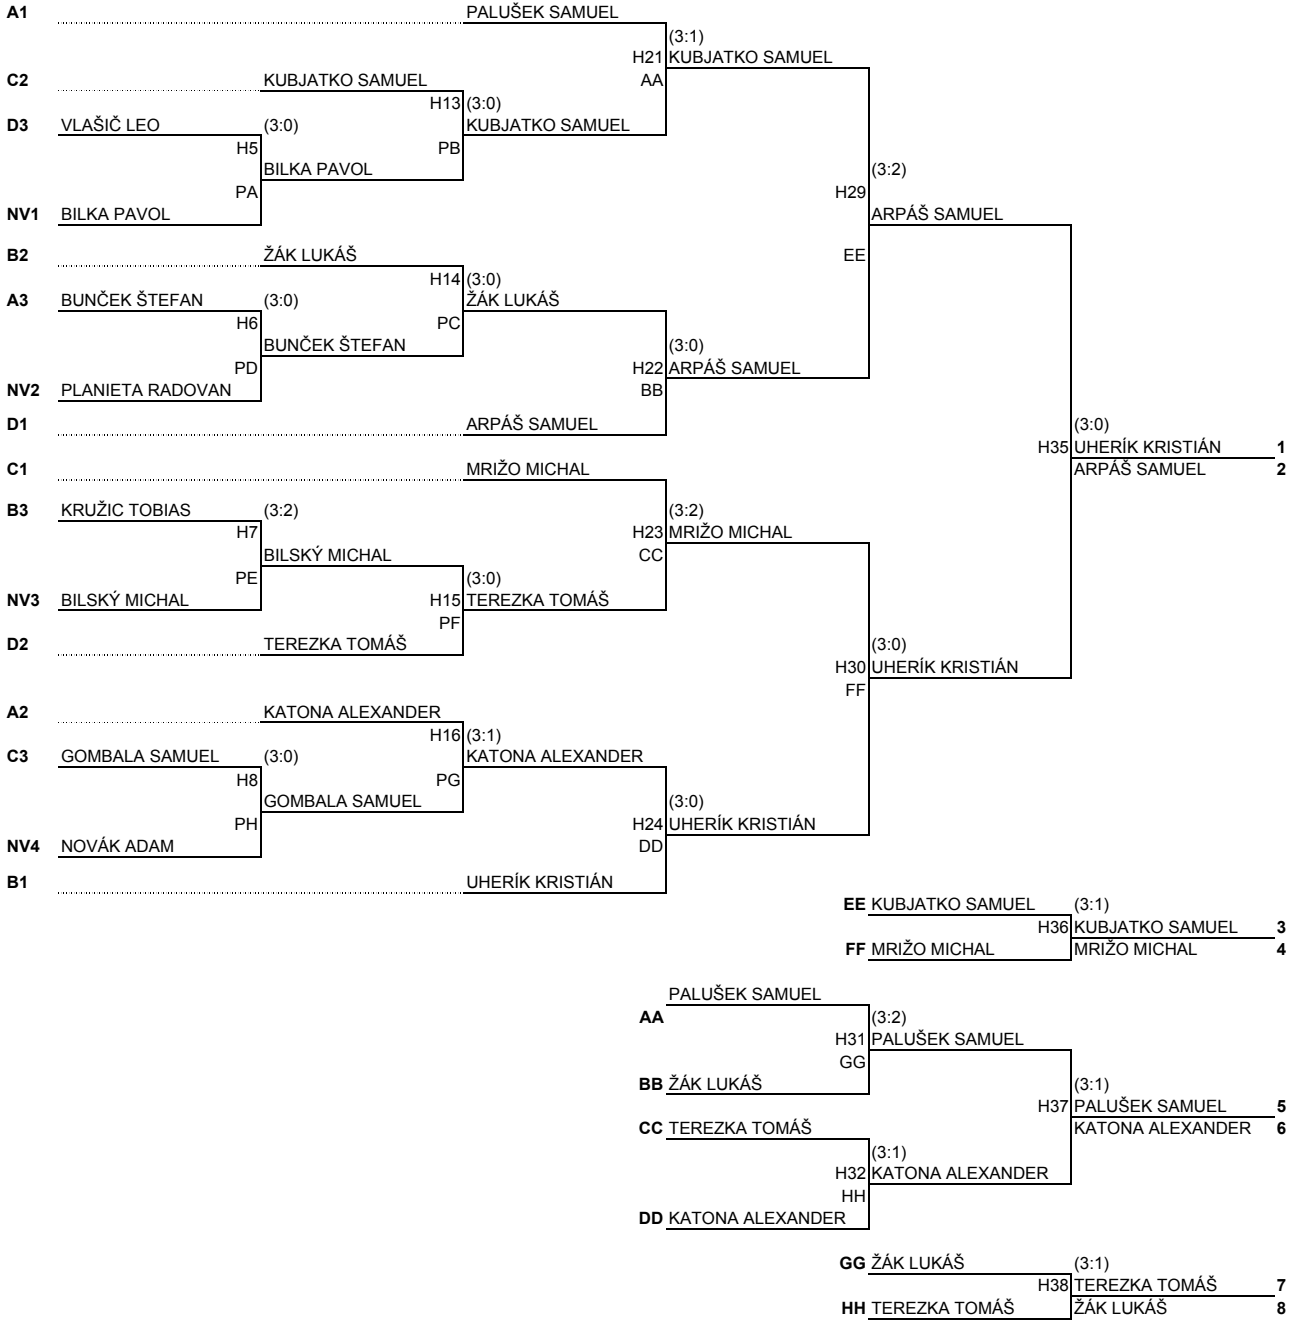 A1 PALUŠEK SAMUEL
(3:1)
H21 KUBJATKO SAMUEL
C2 KUBJATKO SAMUEL AA
H13 (3:0)
D3 VLAŠIČ LEO (3:0) KUBJATKO SAMUEL
H5 PB
BILKA PAVOL (3:2)
PA H29
NV1 BILKA PAVOL ARPÁŠ SAMUEL
B2 ŽÁK LUKÁŠ EE
H14 (3:0)
A3 BUNČEK ŠTEFAN (3:0) ŽÁK LUKÁŠ
H6 PC
BUNČEK ŠTEFAN (3:0)
PD H22 ARPÁŠ SAMUEL
NV2 PLANIETA RADOVAN BB
D1 ARPÁŠ SAMUEL (3:0)
H35 UHERÍK KRISTIÁN 1
C1 MRIŽO MICHAL ARPÁŠ SAMUEL 2
B3 KRUŽIC TOBIAS (3:2) (3:2)
H7 H23 MRIŽO MICHAL
BILSKÝ MICHAL CC
PE (3:0)
NV3 BILSKÝ MICHAL H15 TEREZKA TOMÁŠ
PF
D2 TEREZKA TOMÁŠ (3:0)
H30 UHERÍK KRISTIÁN
FF
A2 KATONA ALEXANDER
H16 (3:1)
C3 GOMBALA SAMUEL (3:0) KATONA ALEXANDER
H8 PG
GOMBALA SAMUEL (3:0)
PH H24 UHERÍK KRISTIÁN
NV4 NOVÁK ADAM DD
B1 UHERÍK KRISTIÁN
EE KUBJATKO SAMUEL (3:1)
H36 KUBJATKO SAMUEL 3
FF MRIŽO MICHAL MRIŽO MICHAL 4
PALUŠEK SAMUEL
AA (3:2)
H31 PALUŠEK SAMUEL
GG
BB ŽÁK LUKÁŠ (3:1)
H37 PALUŠEK SAMUEL 5
CC TEREZKA TOMÁŠ KATONA ALEXANDER 6
(3:1)
H32 KATONA ALEXANDER
HH
DD KATONA ALEXANDER
GG ŽÁK LUKÁŠ (3:1)
H38 TEREZKA TOMÁŠ 7
HH TEREZKA TOMÁŠ ŽÁK LUKÁŠ 8